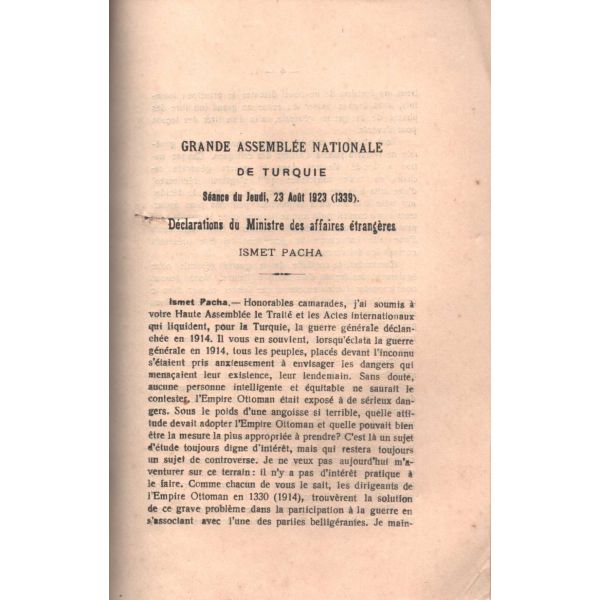 GRANDE ASSEMBLÉE NATIONALE
DE TURQUIE
Séance du Jeudi, 23 Août 1923 (1339).
Déclarations du Ministre des affaires étrangères
ISMET PACHA
Ismet Pacha.— Honorables camarades, j'ai soumis à
votre Haute Assemblée le Traité et les Actes internationaux
qui liquident, pour la Turquie, la guerre générale déclan-
chée en 1914. Il vous en souvient, lorsqu'éclata la guerre
générale en 1914, tous les peuples, placés devant l'inconnu
s'étaient pris anxieusement à envisager les dangers qui
menaçaient leur existence, leur lendemain. Sans doute,
aucune personne intelligente et équitable ne saurait le
contester, l'Empire Ottoman était exposé à de sérieux dan-
gers. Sous le poids d'une angoisse si terrible, quelle atti-
tude devait adopter l'Empire Ottoman et quelle pouvait bien
être la mesure la plus appropriée à prendre? C'est là un sujet
d'étude toujours digne d'intérêt, mais qui restera toujours
un sujet de controverse. Je ne veux pas aujourd'hui m'a-
venturer sur ce terrain: il n'y a pas d'intérêt pratique à
le faire. Comme chacun de vous le sait, les dirigeants de
l'Empire Ottoman en 1330 (1914), trouvèrent la solution
de ce grave problème dans la participation à la guerre en
s'associant avec l'une des parties belligérantes. Je main-